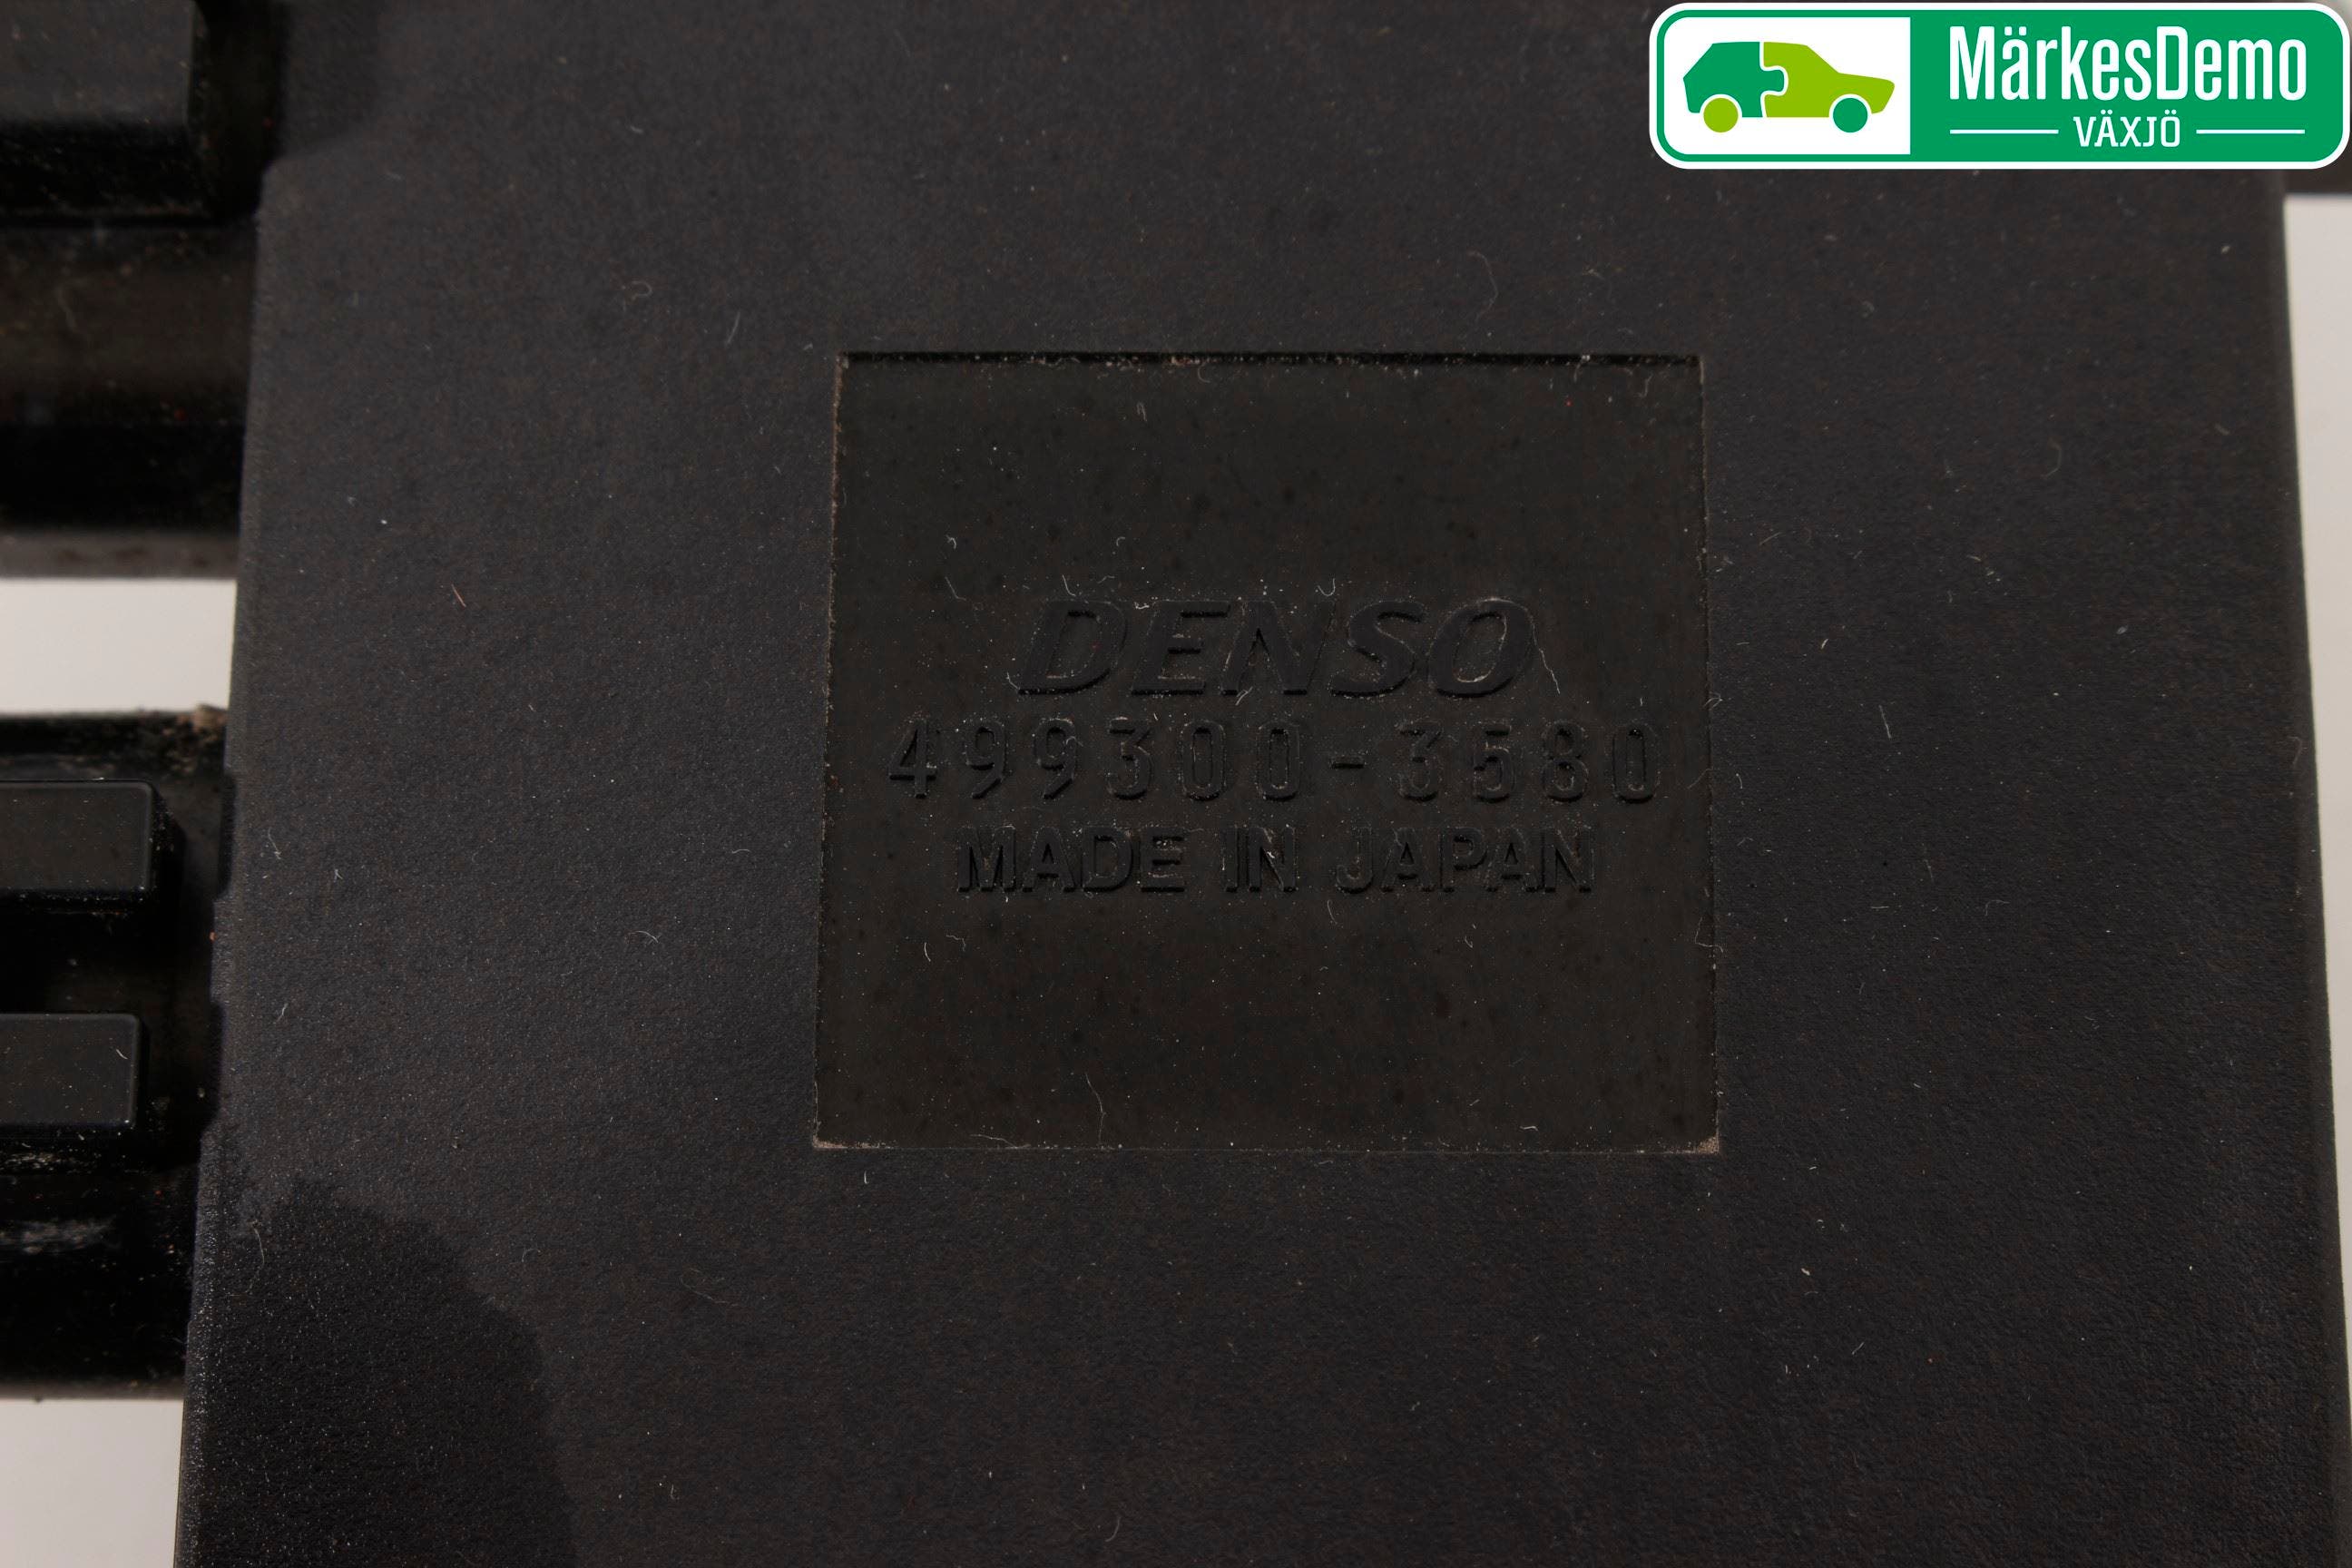 MärkesDemo
VÄXJÖ
DENSO
499300-3580
MADE IN JAPAN